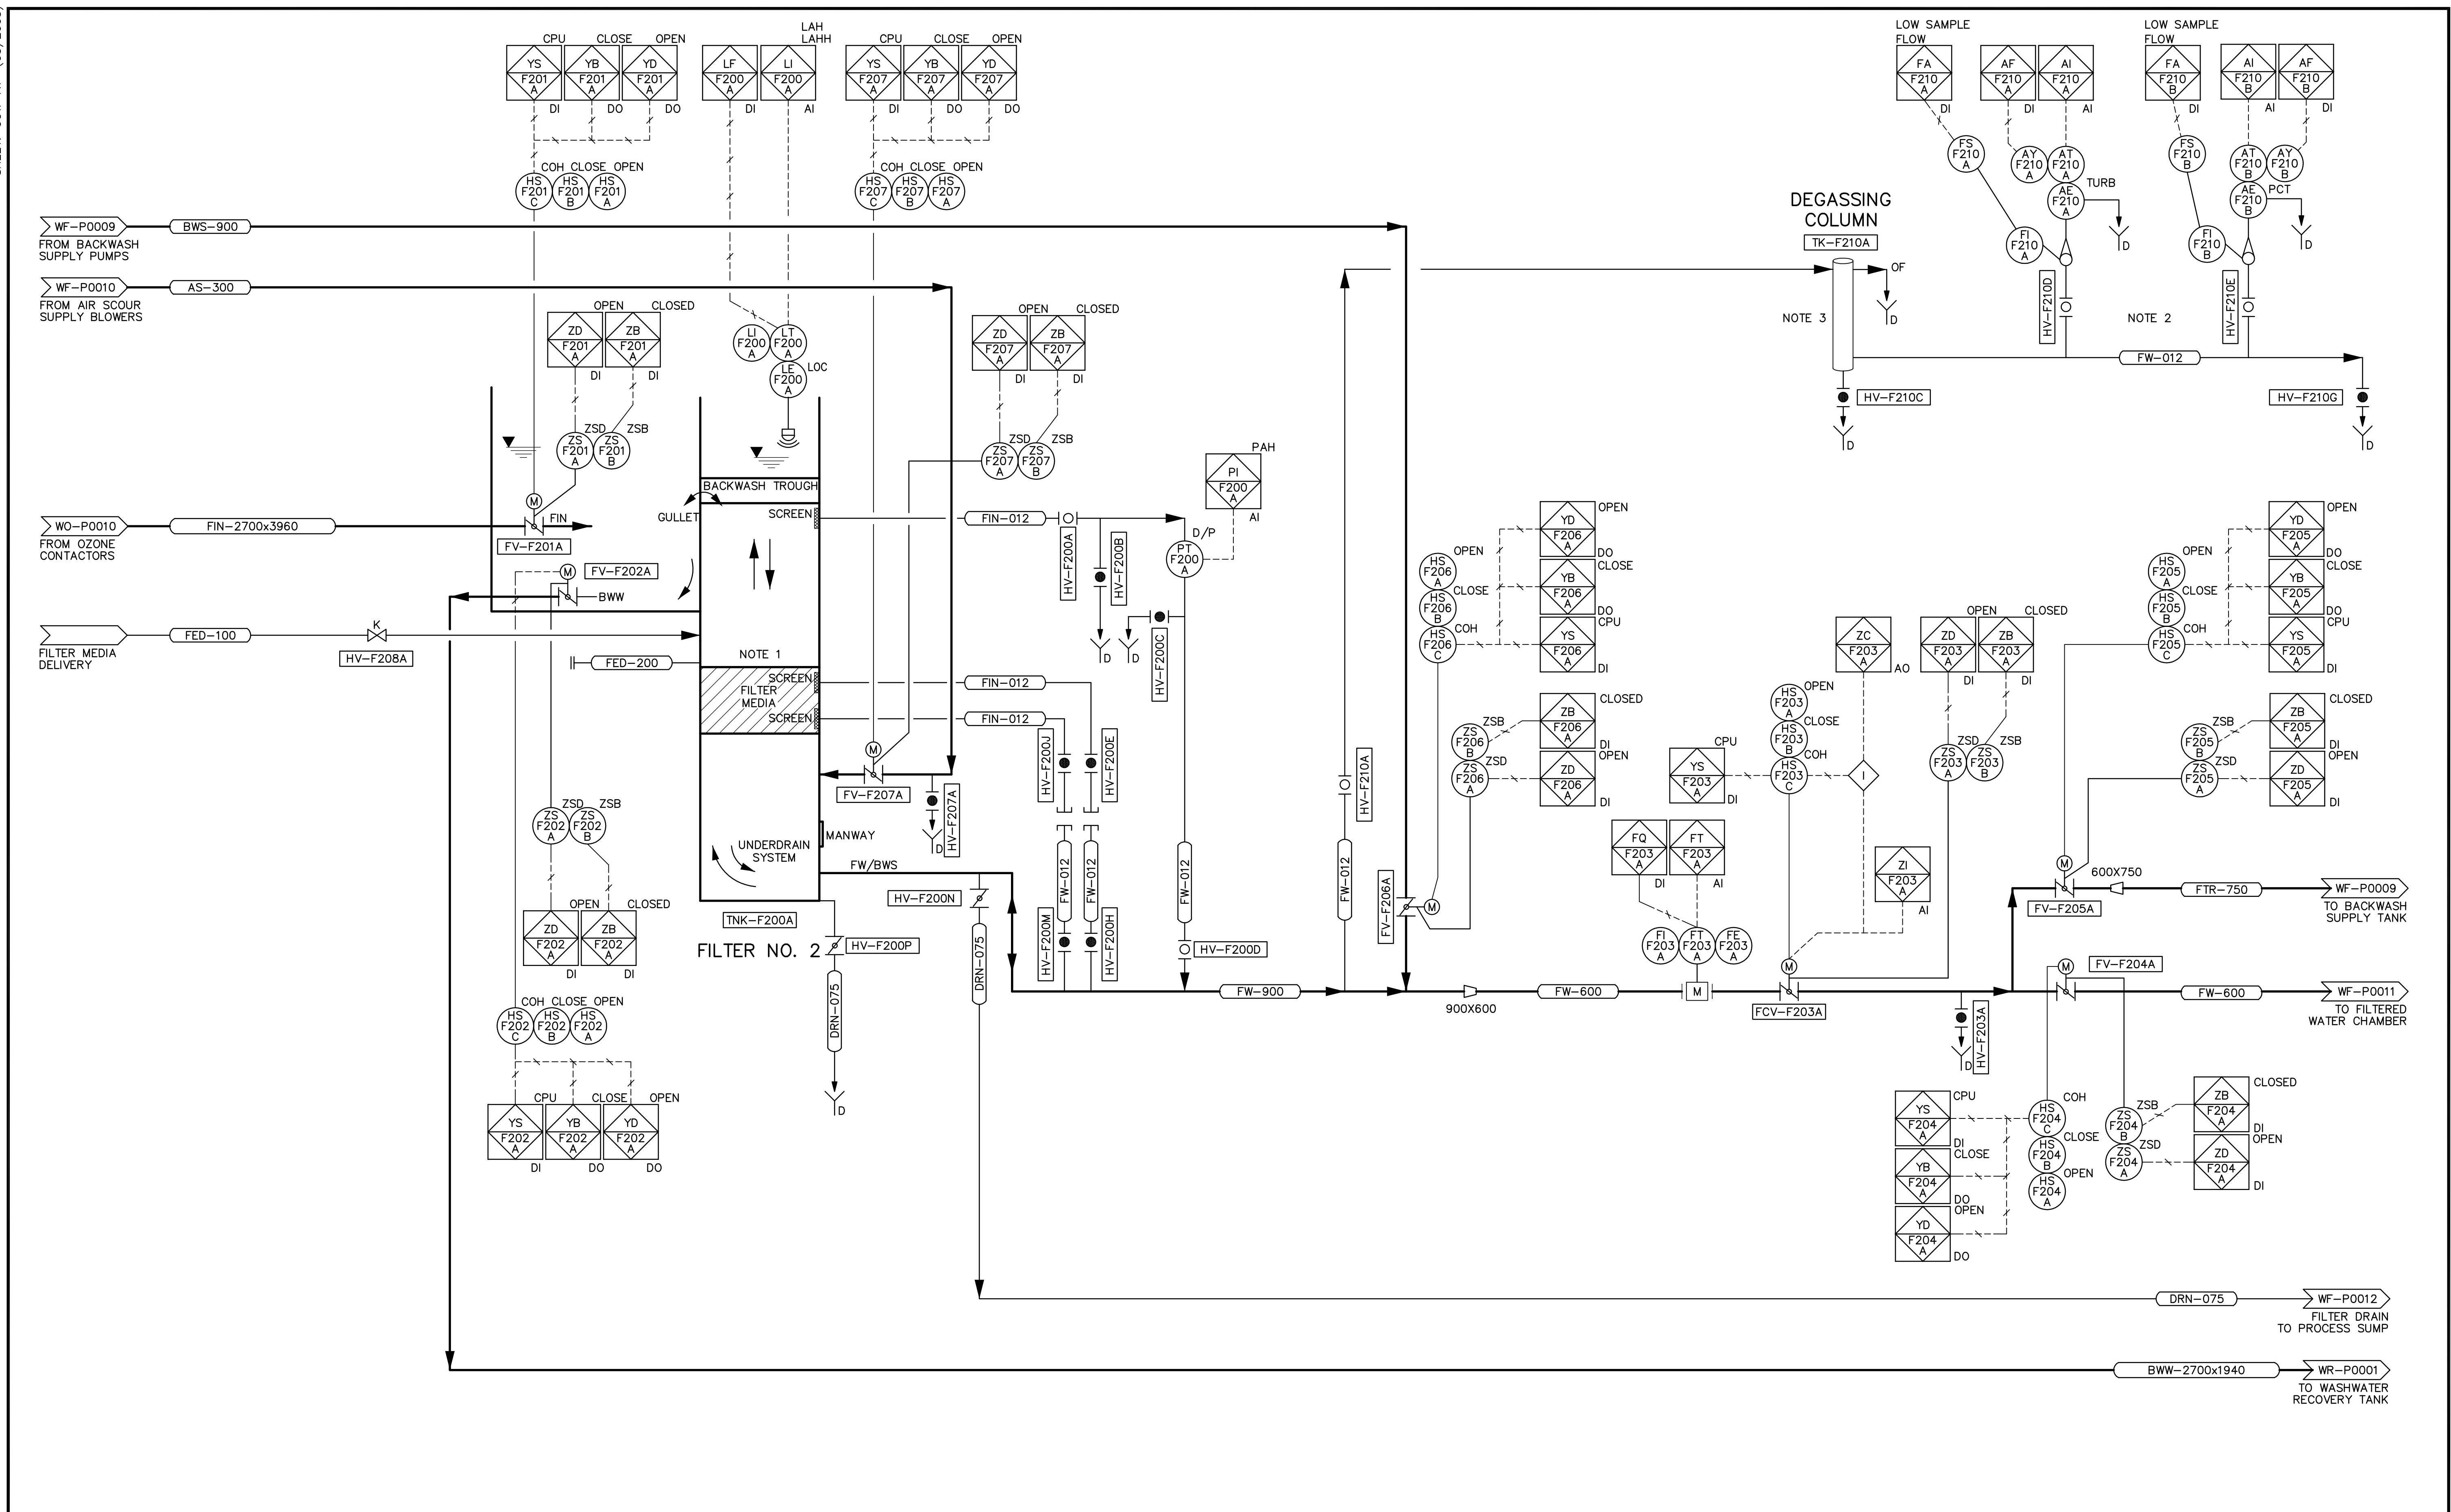 LAH
LAHH
CPU
CLOSE
OPEN
YS
F201
A
DI
YB
F201
A
DO
YD
F201
A
DO
LF
F200
A
DI
LI
F200
A
AI
CPU
CLOSE
OPEN
YS
F207
A
DI
YB
F207
A
DO
YD
F207
A
DO
LOW SAMPLE
FLOW
FA
F210
A
DI
AF
F210
A
DI
AI
F210
A
AI
LOW SAMPLE
FLOW
FA
F210
B
DI
AI
F210
B
AI
AF
F210
B
DI
COH CLOSE OPEN
HS
F201
C
HS
F201
B
HS
F201
A
COH CLOSE OPEN
HS
F207
C
HS
F207
B
HS
F207
A
FS
F210
A
AY
F210
A
AT
F210
A
AE
F210
A
TURB
D
FI
F210
A
FS
F210
B
AT
F210
B
AY
F210
B
AE
F210
B
PCT
D
FI
F210
B
DEGASSING
COLUMN
TK-F210A
OF
D
NOTE 3
HV-F210D
NOTE 2
HV-F210E
FW-012
HV-F210C
D
HV-F210G
D
WF-P0009
BWS-900
FROM BACKWASH
SUPPLY PUMPS
WF-P0010
AS-300
FROM AIR SCOUR
SUPPLY BLOWERS
OPEN
CLOSED
ZD
F201
A
DI
ZB
F201
A
DI
LI
F200
A
LT
F200
A
LE
F200
A
LOC
OPEN
CLOSED
ZD
F207
A
DI
ZB
F207
A
DI
ZSD
ZSB
ZS
F201
A
ZS
F201
B
ZSD
ZSB
ZS
F207
A
ZS
F207
B
PAH
PI
F200
A
AI
WO-P0010
FIN-2700x3960
FROM OZONE
CONTACTORS
M
FIN
FV-F201A
BACKWASH TROUGH
GULLET
SCREEN
FIN-012
HV-F200A
HV-F200B
D
D/P
PT
F200
A
D
HV-F200C
M
FV-F202A
BWW
FILTER MEDIA
DELIVERY
FED-100
K
HV-F208A
FED-200
NOTE 1
FILTER
MEDIA
SCREEN
FIN-012
SCREEN
FIN-012
M
FV-F207A
HV-F207A
D
HV-F200J
HV-F200E
FW-012
FW-012
HV-F200M
HV-F200H
MANWAY
UNDERDRAIN
SYSTEM
FW/BWS
TNK-F200A
FILTER NO. 2
HV-F200P
DRN-075
D
HV-F200N
DRN-075
FW-012
HV-F200D
FW-900
HV-F210A
FW-012
ZSD
ZSB
ZS
F202
A
ZS
F202
B
OPEN
CLOSED
ZD
F202
A
DI
ZB
F202
A
DI
COH CLOSE OPEN
HS
F202
C
HS
F202
B
HS
F202
A
CPU
CLOSE
OPEN
YS
F202
A
DI
YB
F202
A
DO
YD
F202
A
DO
OPEN
HS
F206
A
CLOSE
HS
F206
B
COH
HS
F206
C
YD
F206
A
OPEN
DO
YB
F206
A
CLOSE
DO
YS
F206
A
CPU
DI
ZSB
ZS
F206
B
ZSD
ZS
F206
A
ZB
F206
A
CLOSED
DI
ZD
F206
A
OPEN
DI
FV-F206A
M
900X600
FW-600
CPU
YS
F203
A
DI
OPEN
HS
F203
A
CLOSE
HS
F203
B
COH
HS
F203
C
I
ZC
F203
A
AO
OPEN
CLOSED
ZD
F203
A
DI
ZB
F203
A
DI
ZSD
ZSB
ZS
F203
A
ZS
F203
B
FQ
F203
A
DI
FT
F203
A
AI
ZI
F203
A
AI
FI
F203
A
FT
F203
A
FE
F203
A
M
M
FCV-F203A
HV-F203A
D
OPEN
HS
F205
A
CLOSE
HS
F205
B
COH
HS
F205
C
YD
F205
A
OPEN
DO
YB
F205
A
CLOSE
DO
YS
F205
A
CPU
DI
ZSB
ZS
F205
B
ZSD
ZS
F205
A
ZB
F205
A
CLOSED
DI
ZD
F205
A
OPEN
DI
M
600X750
FV-F205A
FTR-750
WF-P0009
TO BACKWASH
SUPPLY TANK
M
FV-F204A
FW-600
WF-P0011
TO FILTERED
WATER CHAMBER
YS
F204
A
CPU
DI
YB
F204
A
CLOSE
DO
YD
F204
A
OPEN
DO
COH
HS
F204
C
CLOSE
HS
F204
B
OPEN
HS
F204
A
ZSB
ZS
F204
B
ZSD
ZS
F204
A
ZB
F204
A
CLOSED
DI
ZD
F204
A
OPEN
DI
DRN-075
WF-P0012
FILTER DRAIN
TO PROCESS SUMP
BWW-2700x1940
WR-P0001
TO WASHWATER
RECOVERY TANK